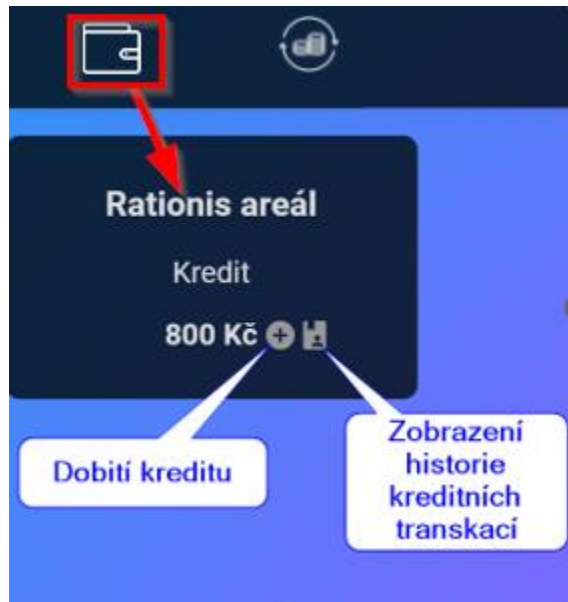 Rationis areál
Kredit
800 Kč
Dobití kreditu
Zobrazení
historie
kreditních
transkací